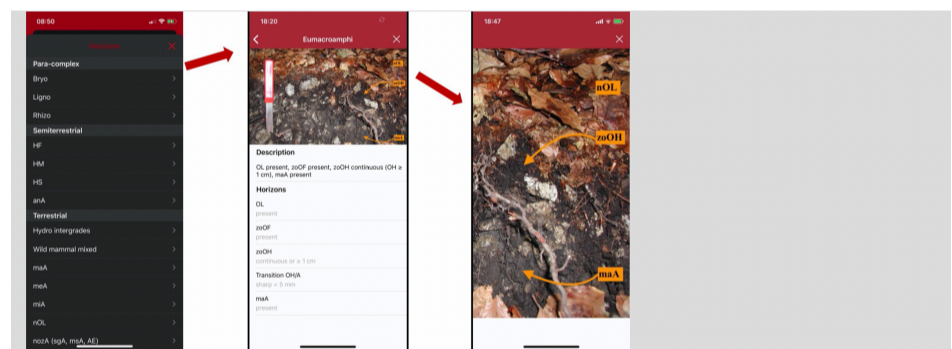 08:50
Para-complex
Bryo
Ligno
Rhizo
Semiterrestrial
HF
HM
HS
anA
Terrestrial
Hydro intergrades
Wild mammal mixed
maA
meA
miA
nOL
nozA (sgA, msA, AE)
18:20
Eumacroamphi
Description
OL present, zoOF present, zoOH continuous (OH ≥
1 cm), maA present
Horizons
OL
present
zoOF
present
zoOH
continuous or ≥ 1 cm
Transition OH/A
sharp < 5 mm
maA
present
18:47
nOL
zoOH
maA